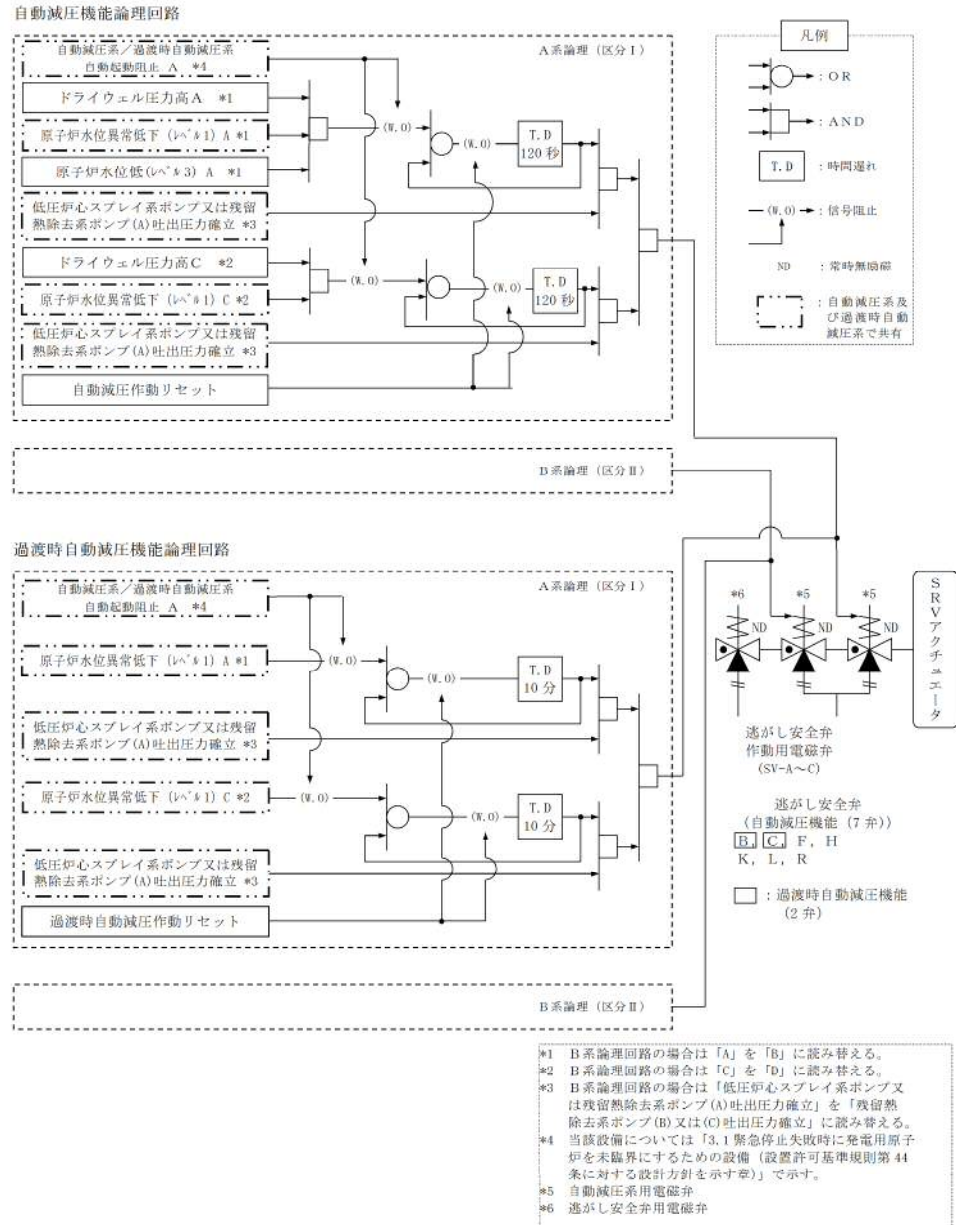 自動減圧機能論理回路
A系論理（区分Ⅰ）
自動減圧系／過渡時自動減圧系
自動起動阻止 A *4
ドライウェル圧力高A *1
原子炉水位異常低下（ﾚﾍﾞﾙ1）A *1
原子炉水位低（ﾚﾍﾞﾙ3）A *1
低圧炉心スプレイ系ポンプ又は残留
熱除去系ポンプ(A)吐出圧力確立 *3
ドライウェル圧力高C *2
原子炉水位異常低下（ﾚﾍﾞﾙ1）C *2
低圧炉心スプレイ系ポンプ又は残留
熱除去系ポンプ(A)吐出圧力確立 *3
自動減圧作動リセット
(W.O)
(W.O)
T.D
120秒
(W.O)
(W.O)
T.D
120秒
凡例
：OR
：AND
T.D
：時間遅れ
(W.O)
：信号阻止
ND
：常時無励磁
：自動減圧系及
び過渡時自動
減圧系で共有
B系論理（区分Ⅱ）
過渡時自動減圧機能論理回路
A系論理（区分Ⅰ）
自動減圧系／過渡時自動減圧系
自動起動阻止 A *4
原子炉水位異常低下（ﾚﾍﾞﾙ1）A *1
低圧炉心スプレイ系ポンプ又は残留
熱除去系ポンプ(A)吐出圧力確立 *3
原子炉水位異常低下（ﾚﾍﾞﾙ1）C *2
低圧炉心スプレイ系ポンプ又は残留
熱除去系ポンプ(A)吐出圧力確立 *3
過渡時自動減圧作動リセット
(W.O)
(W.O)
T.D
10分
(W.O)
(W.O)
T.D
10分
B系論理（区分Ⅱ）
*6
*5
*5
ND
ND
ND
SRVアクチュエータ
逃がし安全弁
作動用電磁弁
(SV-A～C)
逃がし安全弁
（自動減圧機能（7弁））
B, C, F, H
K, L, R
：過渡時自動減圧機能
（2弁）
*1 B系論理回路の場合は「A」を「B」に読み替える。
*2 B系論理回路の場合は「C」を「D」に読み替える。
*3 B系論理回路の場合は「低圧炉心スプレイ系ポンプ又
は残留熱除去系ポンプ(A)吐出圧力確立」を「残留熱
除去系ポンプ(B)又は(C)吐出圧力確立」に読み替える。
*4 当該設備については「3.1 緊急停止失敗時に発電用原子
炉を未臨界にするための設備（設置許可基準規則第44
条に対する設計方針を示す章）」で示す。
*5 自動減圧系用電磁弁
*6 逃がし安全弁用電磁弁